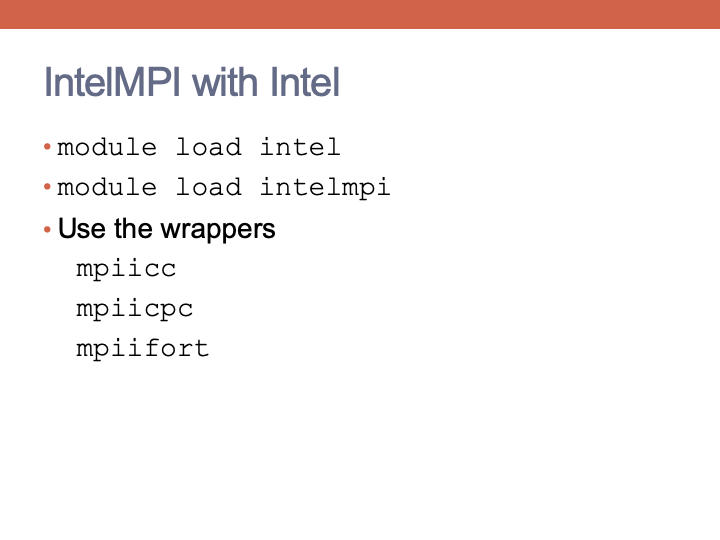 IntelMPI with Intel
• module load intel
• module load intelmpi
• Use the wrappers
mpiicc
mpiicpc
mpiifort